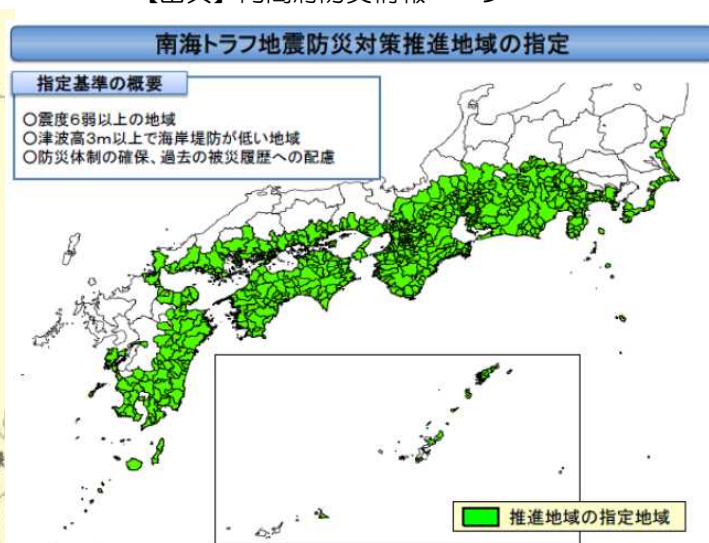 南海トラフ地震防災対策推進地域の指定
指定基準の概要
○震度6弱以上の地域
○津波高3m以上で海岸堤防が低い地域
○防災体制の確保、過去の被災履歴への配慮
推進地域の指定地域